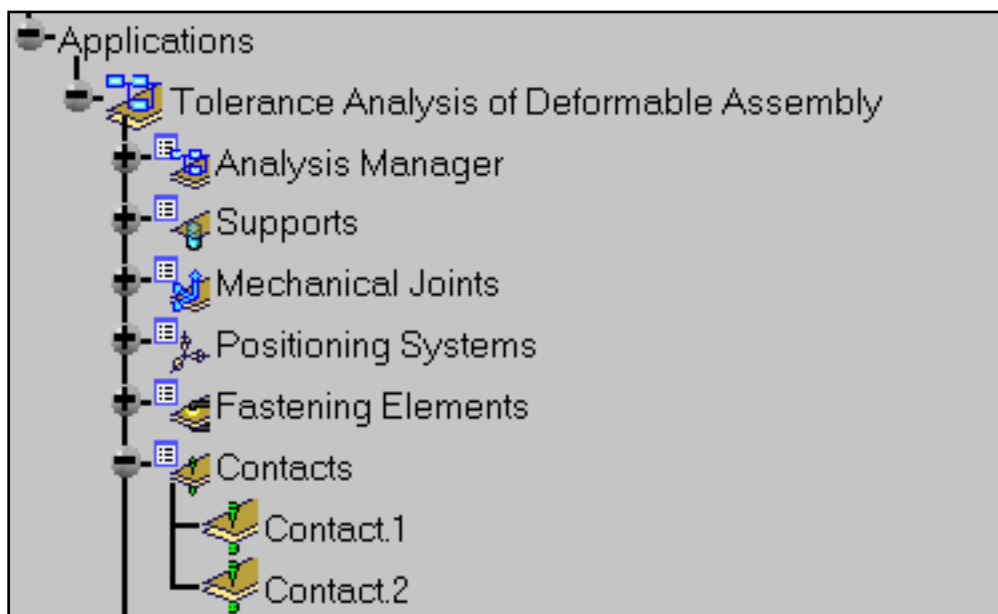 Applications
Tolerance Analysis of Deformable Assembly
Analysis Manager
Supports
Mechanical Joints
Positioning Systems
Fastening Elements
Contacts
Contact.1
Contact.2